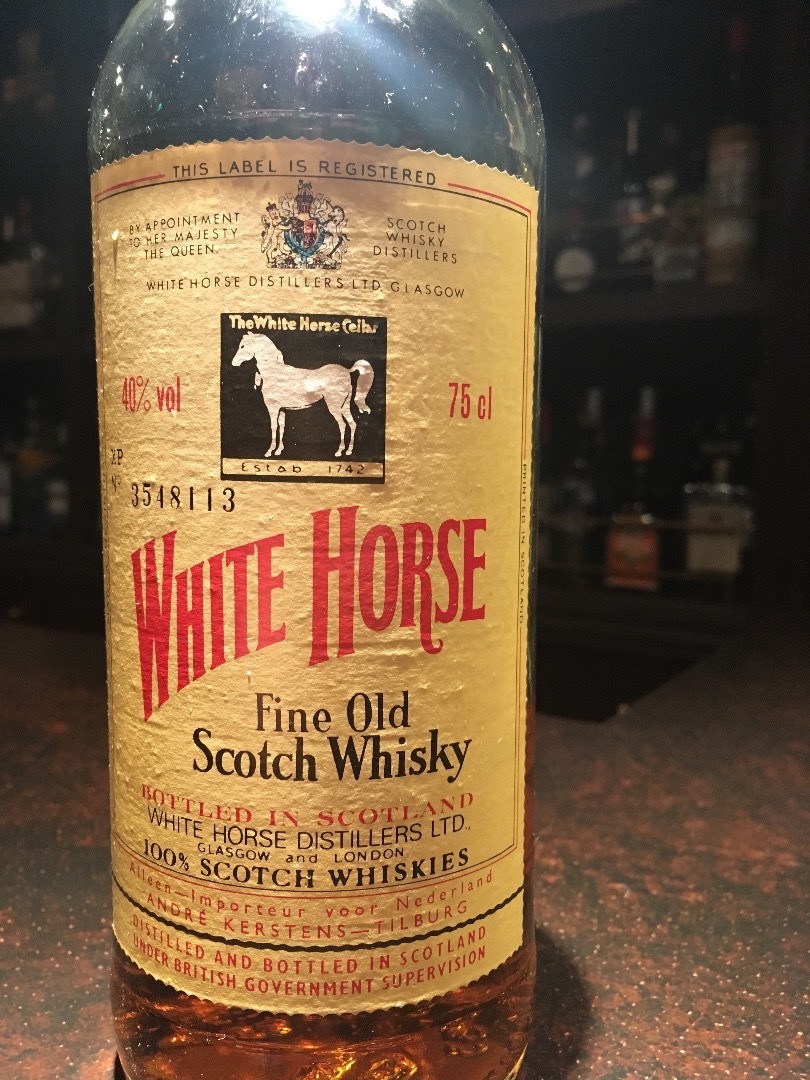 THIS LABEL IS REGISTERED
BY APPOINTMENT
TO HER MAJESTY
THE QUEEN
SCOTCH
WHISKY
DISTILLERS
WHITE HORSE DISTILLERS LTD. GLASGOW
The White Horse Cellar
40% vol
75 cl
Estab 1742
Nº 3548113
PRINTED IN SCOTLAND
WHITE HORSE
Fine Old
Scotch Whisky
BOTTLED IN SCOTLAND
WHITE HORSE DISTILLERS LTD.,
GLASGOW and LONDON
100% SCOTCH WHISKIES
Alleen—Importeur voor Nederland
ANDRÉ KERSTENS—TILBURG
DISTILLED AND BOTTLED IN SCOTLAND
UNDER BRITISH GOVERNMENT SUPERVISION